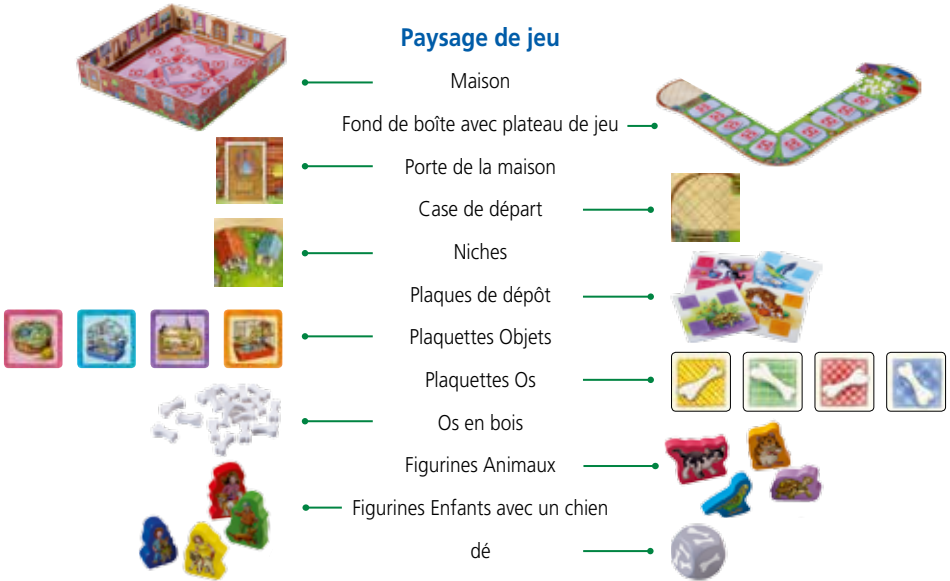 Paysage de jeu
Maison
Fond de boîte avec plateau de jeu
Porte de la maison
Case de départ
Niches
Plaques de dépôt
Plaquettes Objets
Plaquettes Os
Os en bois
Figurines Animaux
Figurines Enfants avec un chien
dé